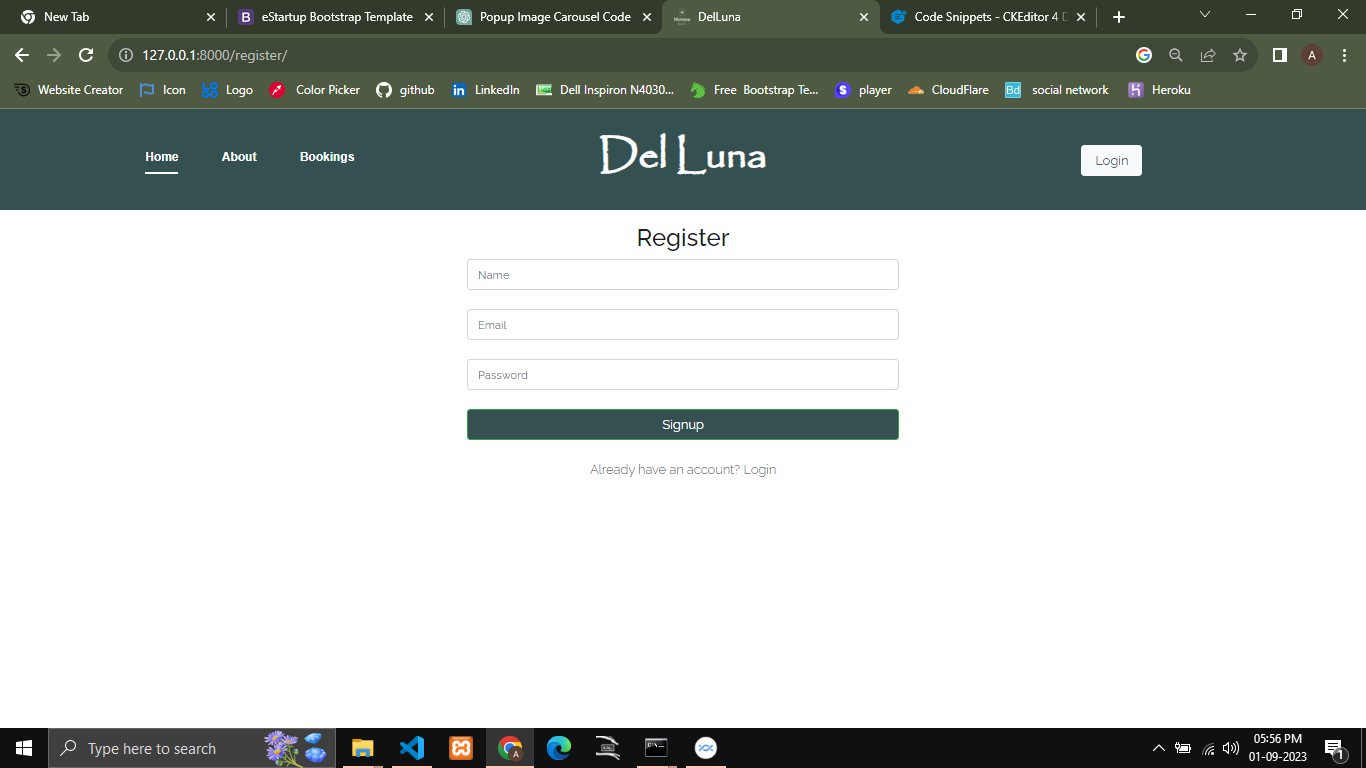 New Tab
eStartup Bootstrap Template
Popup Image Carousel Code
DelLuna
Code Snippets - CKEditor 4 D
127.0.0.1:8000/register/
A
Website Creator
Icon
Logo
Color Picker
github
LinkedIn
Dell Inspiron N4030...
Free Bootstrap Te...
player
CloudFlare
Bd
social network
Heroku
Home
About
Bookings
Del Luna
Login
Register
Name
Email
Password
Signup
Already have an account? Login
Type here to search
05:56 PM
01-09-2023
1